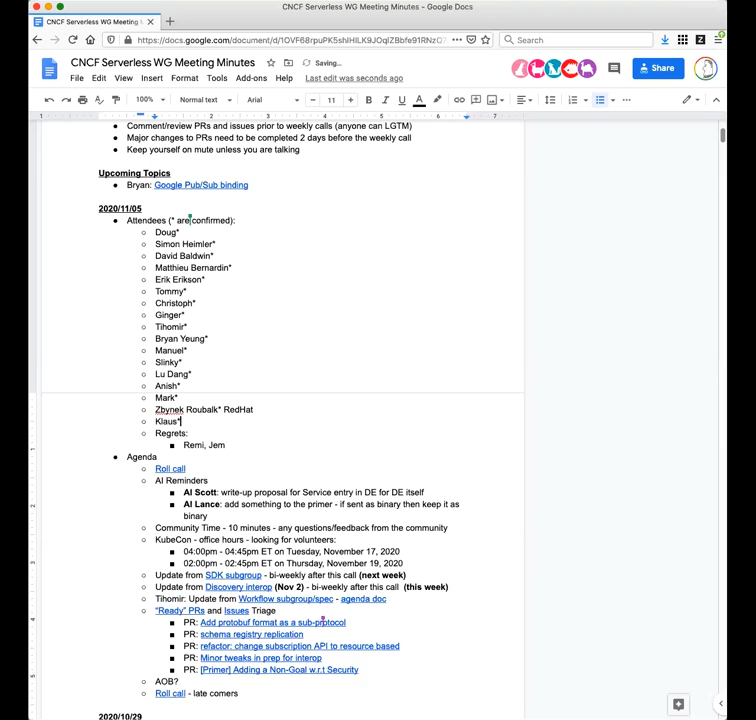 CNCF Serverless WG Meeting Minutes - Google Docs
CNCF Serverless WG Meeting
https://docs.google.com/document/d/
Search
CNCF Serverless WG Meeting Minutes
Saving...
File Edit View Insert Format Tools Add-ons Help Last edit was seconds ago
Share
100% Normal text Arial 11 B I U A
1 1 2 3 4 5 6 7
Comment/review PRs and issues prior to weekly calls (anyone can LGTM)
Major changes to PRs need to be completed 2 days before the weekly call
Keep yourself on mute unless you are talking
Upcoming Topics
Bryan: Google Pub/Sub binding
2020/11/05
Attendees (* are confirmed):
Doug*
Simon Heimler*
David Baldwin*
Matthieu Bernardin*
Erik Erikson*
Tommy*
Christoph*
Ginger*
Tihomir*
Bryan Yeung*
Manuel*
Slinky*
Lu Dang*
Anish*
Mark*
Zbynek Roubalk* RedHat
Klaus*
Regrets:
Remi, Jem
Agenda
Roll call
AI Reminders
AI Scott: write-up proposal for Service entry in DE for DE itself
AI Lance: add something to the primer - if sent as binary then keep it as
binary
Community Time - 10 minutes - any questions/feedback from the community
KubeCon - office hours - looking for volunteers:
04:00pm - 04:45pm ET on Tuesday, November 17, 2020
02:00pm - 02:45pm ET on Thursday, November 19, 2020
Update from SDK subgroup - bi-weekly after this call (next week)
Update from Discovery interop (Nov 2) - bi-weekly after this call (this week)
Tihomir: Update from Workflow subgroup/spec - agenda doc
"Ready" PRs and Issues Triage
PR: Add protobuf format as a sub-protocol
PR: schema registry replication
PR: refactor: change subscription API to resource based
PR: Minor tweaks in prep for interop
PR: [Primer] Adding a Non-Goal w.r.t Security
AOB?
Roll call - late comers
2020/10/29